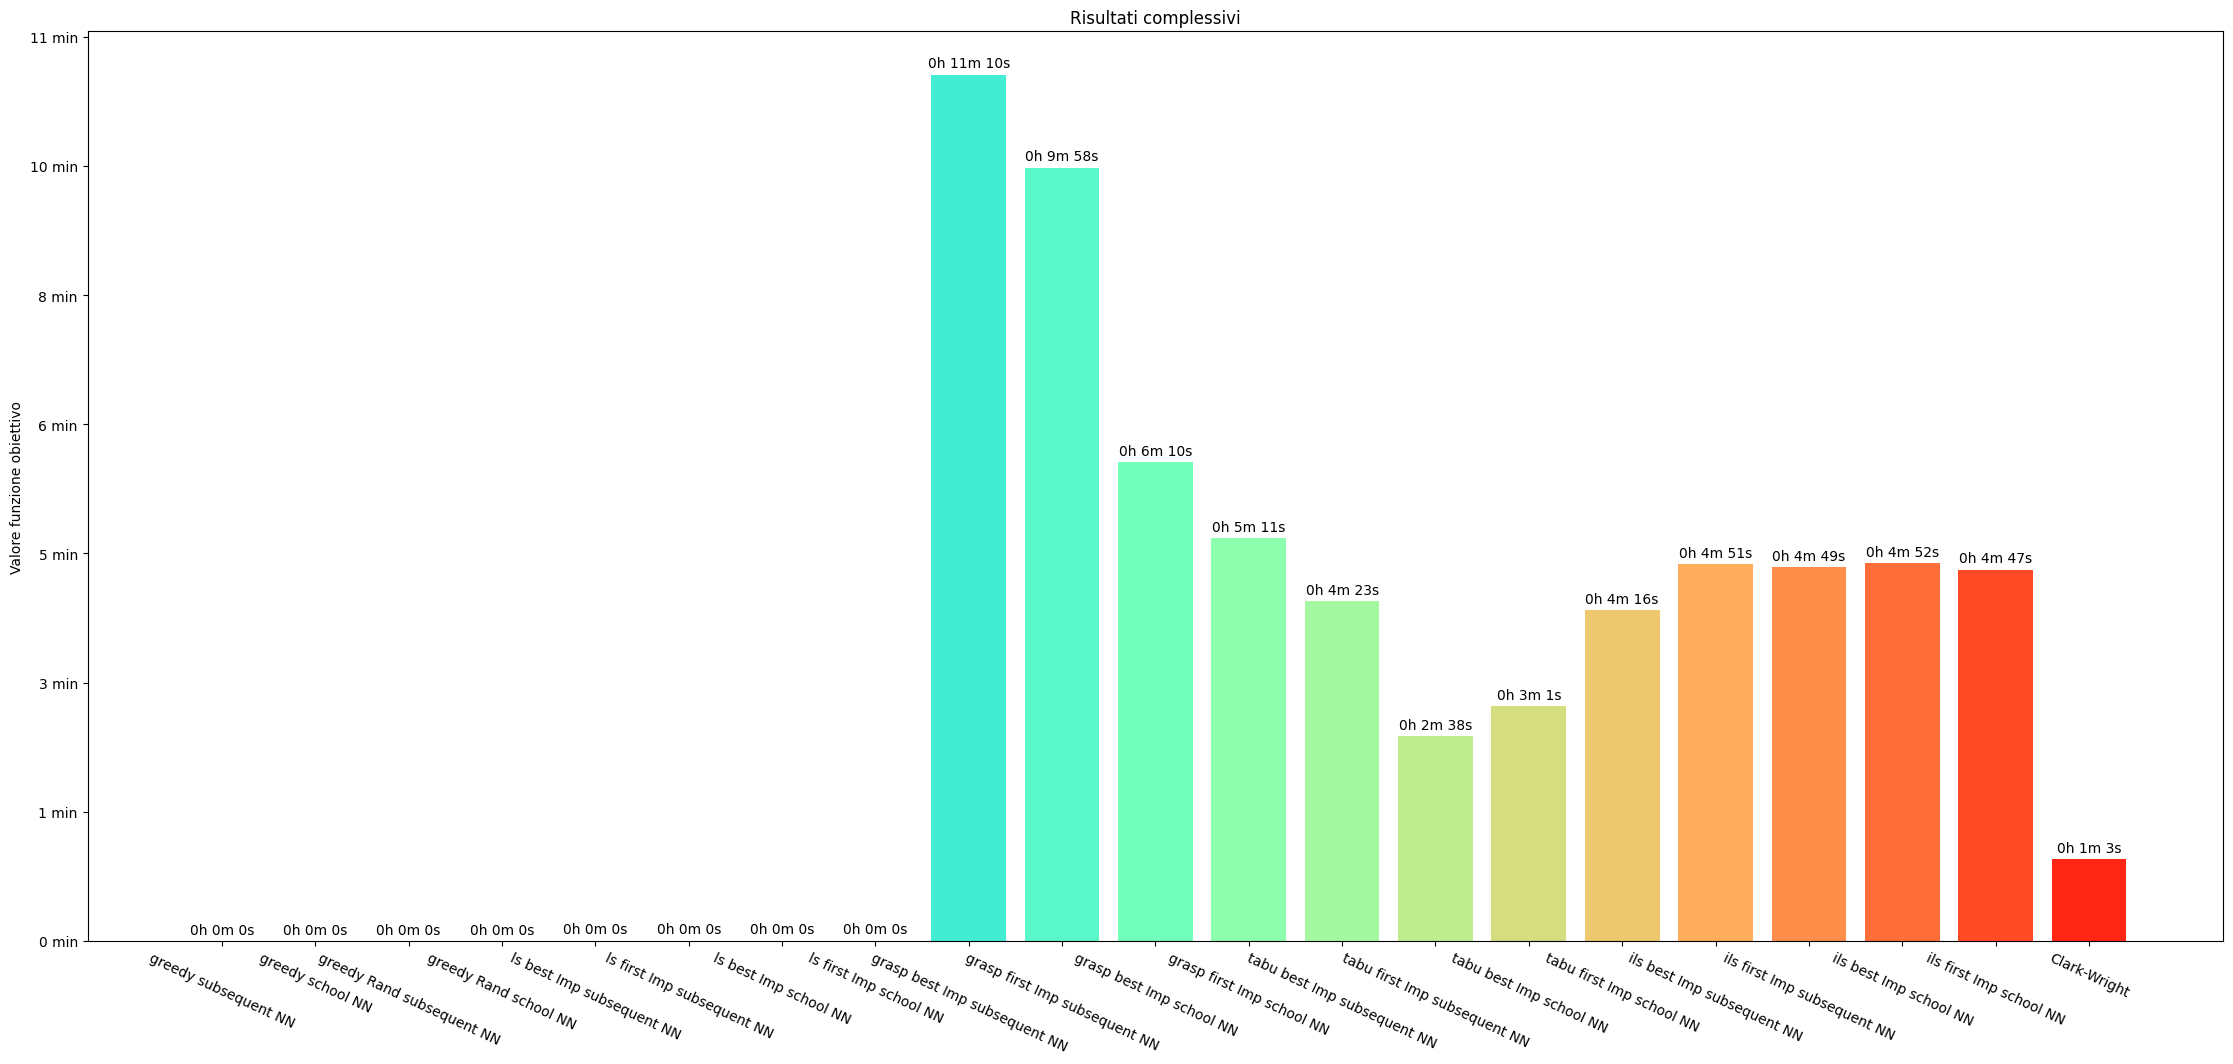 Risultati complessivi
11 min
10 min
8 min
6 min
5 min
3 min
1 min
0 min
Valore funzione obiettivo
0h 0m 0s
0h 0m 0s
0h 0m 0s
0h 0m 0s
0h 0m 0s
0h 0m 0s
0h 0m 0s
0h 0m 0s
0h 11m 10s
0h 9m 58s
0h 6m 10s
0h 5m 11s
0h 4m 23s
0h 2m 38s
0h 3m 1s
0h 4m 16s
0h 4m 51s
0h 4m 49s
0h 4m 52s
0h 4m 47s
0h 1m 3s
greedy subsequent NN
greedy school NN
greedy Rand subsequent NN
greedy Rand school NN
ls best Imp subsequent NN
ls first Imp subsequent NN
ls best Imp school NN
ls first Imp school NN
grasp best Imp subsequent NN
grasp first Imp subsequent NN
grasp best Imp school NN
grasp first Imp school NN
tabu best Imp subsequent NN
tabu first Imp subsequent NN
tabu best Imp school NN
tabu first Imp school NN
ils best Imp subsequent NN
ils first Imp subsequent NN
ils best Imp school NN
ils first Imp school NN
Clark-Wright